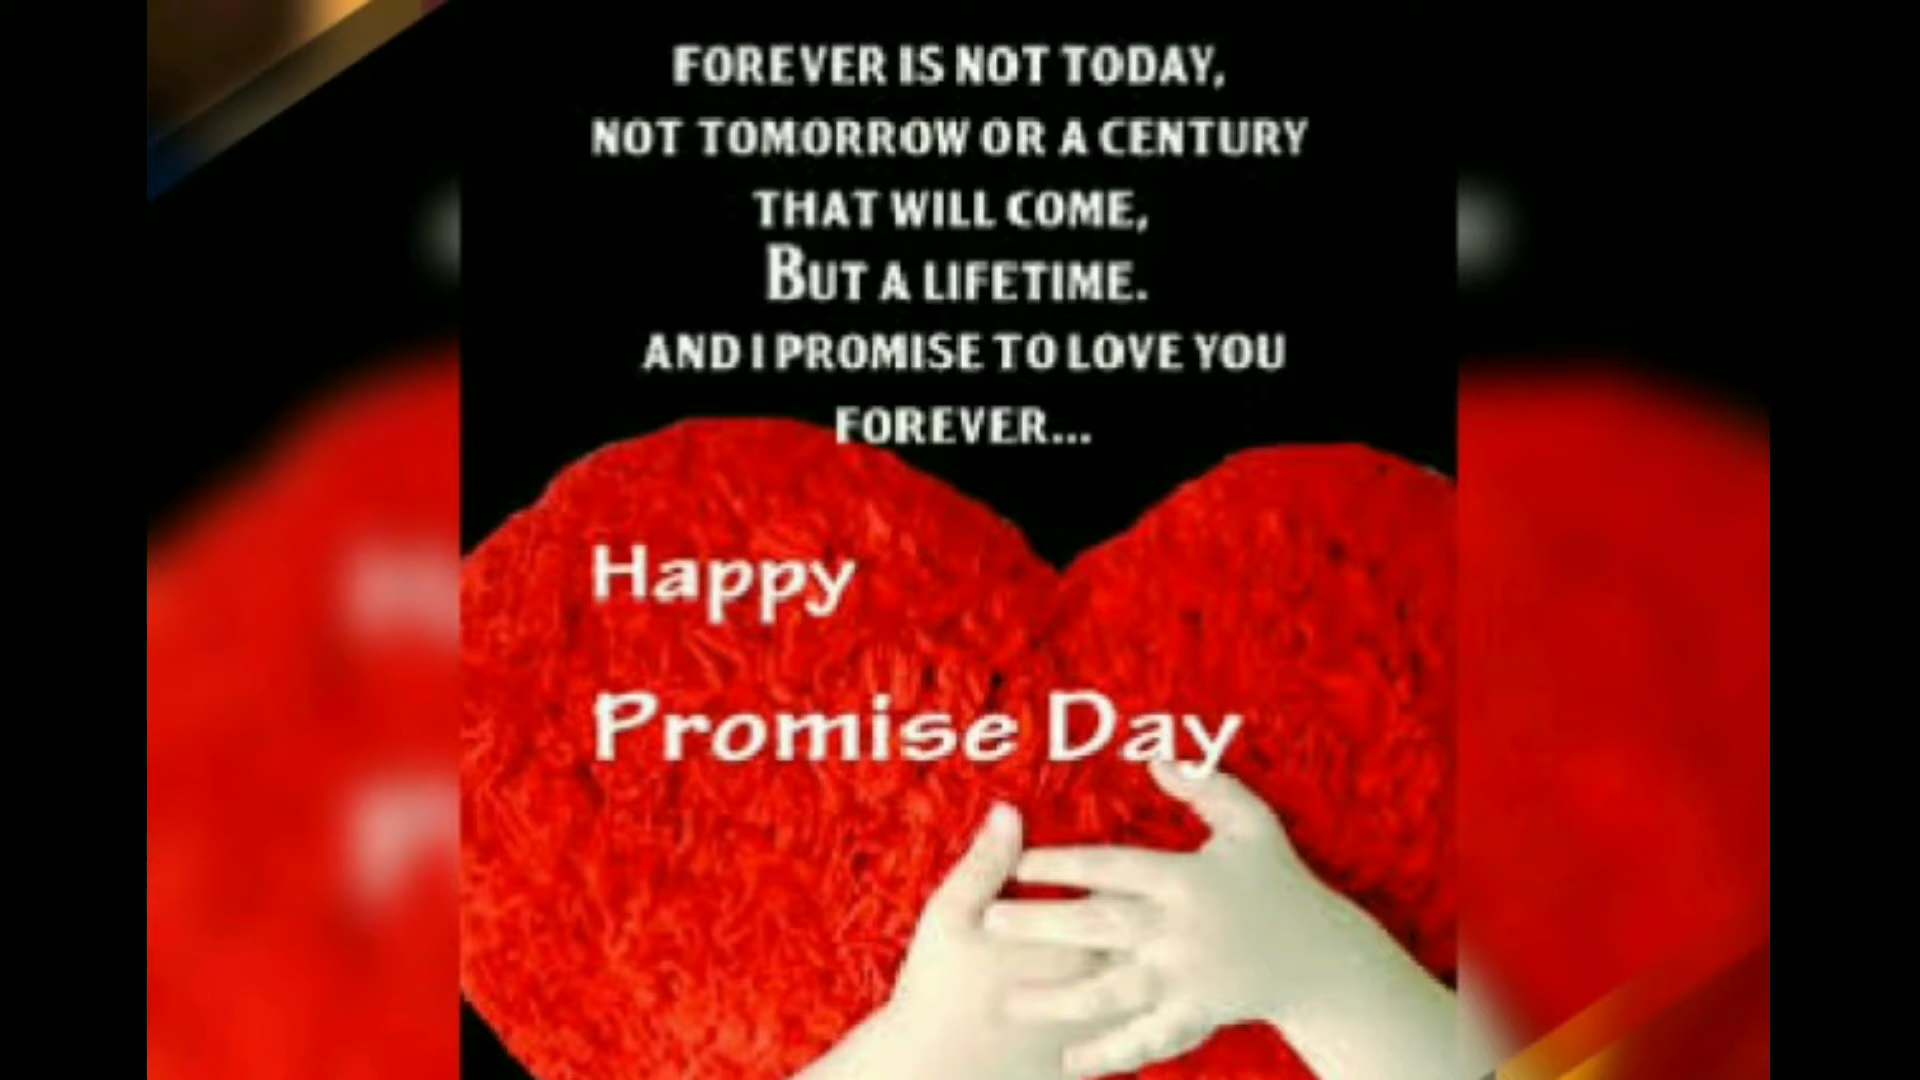 FOREVER IS NOT TODAY,
NOT TOMORROW OR A CENTURY
THAT WILL COME,
BUT A LIFETIME.
AND I PROMISE TO LOVE YOU
FOREVER...
Happy
Promise Day